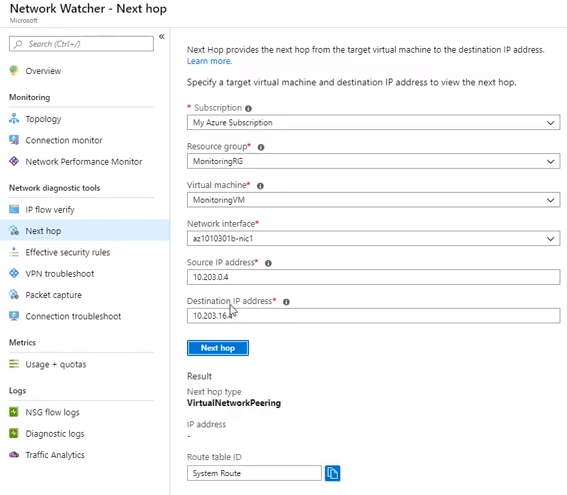 Network Watcher - Next hop
Microsoft
Search (Ctrl+/)
«
Overview
Monitoring
Topology
Connection monitor
Network Performance Monitor
Network diagnostic tools
IP flow verify
Next hop
Effective security rules
VPN troubleshoot
Packet capture
Connection troubleshoot
Metrics
Usage + quotas
Logs
NSG flow logs
Diagnostic logs
Traffic Analytics
Next Hop provides the next hop from the target virtual machine to the destination IP address.
Learn more.
Specify a target virtual machine and destination IP address to view the next hop.
* Subscription
My Azure Subscription
Resource group*
MonitoringRG
Virtual machine*
MonitoringVM
Network interface*
az1010301b-nic1
Source IP address*
10.203.0.4
Destination IP address*
10.203.16.4
Next hop
Result
Next hop type
VirtualNetworkPeering
IP address
-
Route table ID
System Route